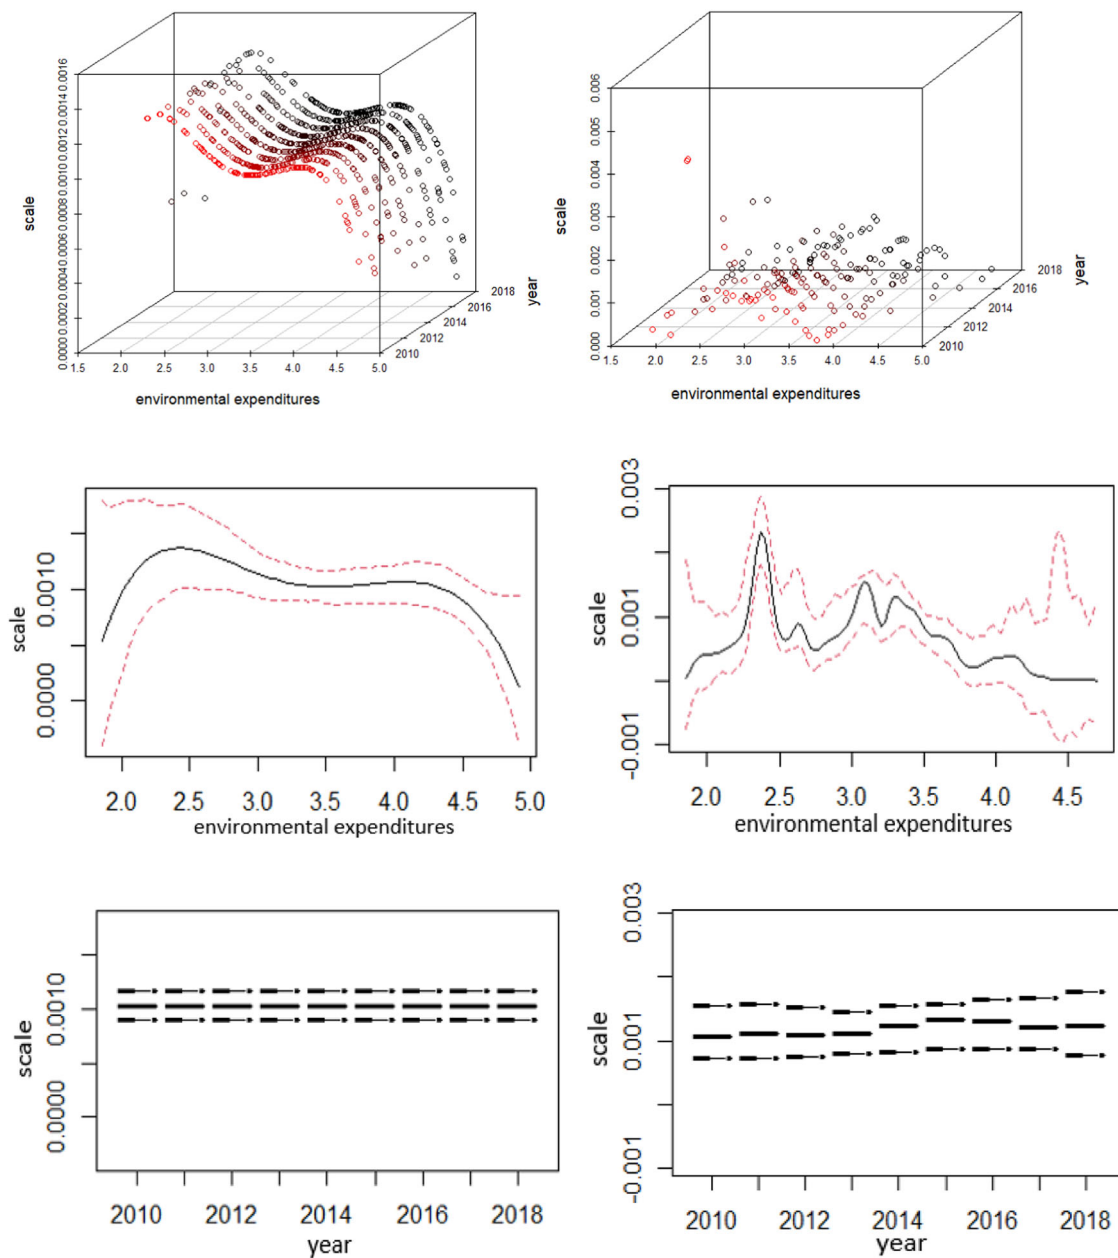 0.0000 0.0002 0.0004 0.0006 0.0008 0.0010 0.0012 0.0014 0.0016
scale
1.5 2.0 2.5 3.0 3.5 4.0 4.5 5.0
2010 2012 2014 2016 2018
year
environmental expenditures
0.000 0.001 0.002 0.003 0.004 0.005 0.006
scale
1.5 2.0 2.5 3.0 3.5 4.0 4.5 5.0
2010 2012 2014 2016 2018
year
environmental expenditures
0.0000 0.0010
scale
2.0 2.5 3.0 3.5 4.0 4.5 5.0
environmental expenditures
-0.001 0.001 0.003
scale
2.0 2.5 3.0 3.5 4.0 4.5
environmental expenditures
0.0000 0.0010
scale
2010 2012 2014 2016 2018
year
-0.001 0.001 0.003
scale
2010 2012 2014 2016 2018
year